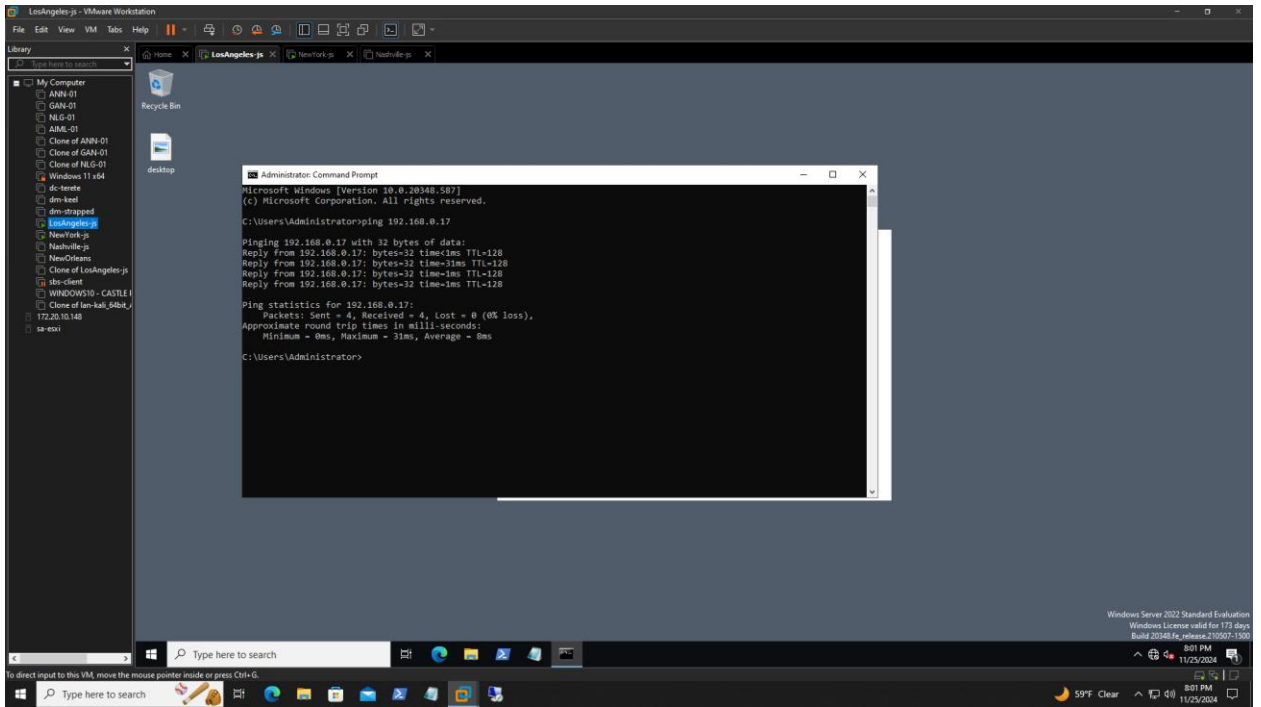 LosAngeles-js - VMware Workstation
File Edit View VM Tabs Help
Library
Type here to search
Home LosAngeles-js NewYork-js Nashville-js
My Computer
ANN-01
GAN-01
NLG-01
AIML-01
Clone of ANN-01
Clone of GAN-01
Clone of NLG-01
Windows 11 x64
dc-terete
dm-keel
dm-strapped
LosAngeles-js
NewYork-js
Nashville-js
NewOrleans
Clone of LosAngeles-js
sbs-client
WINDOWS10 - CASTLE
Clone of lan-kali_64bit_
172.20.10.148
sa-esxi
Recycle Bin
desktop
Administrator: Command Prompt
Microsoft Windows [Version 10.0.20348.587]
(c) Microsoft Corporation. All rights reserved.
C:\Users\Administrator>ping 192.168.0.17
Pinging 192.168.0.17 with 32 bytes of data:
Reply from 192.168.0.17: bytes=32 time<1ms TTL=128
Reply from 192.168.0.17: bytes=32 time=31ms TTL=128
Reply from 192.168.0.17: bytes=32 time=1ms TTL=128
Reply from 192.168.0.17: bytes=32 time=1ms TTL=128
Ping statistics for 192.168.0.17:
Packets: Sent = 4, Received = 4, Lost = 0 (0% loss),
Approximate round trip times in milli-seconds:
Minimum = 0ms, Maximum = 31ms, Average = 8ms
C:\Users\Administrator>
Windows Server 2022 Standard Evaluation
Windows License valid for 173 days
Build 20348.fe_release.210507-1500
Type here to search
8:01 PM
11/25/2024
To direct input to this VM, move the mouse pointer inside or press Ctrl+G.
Type here to search
59°F Clear
8:01 PM
11/25/2024